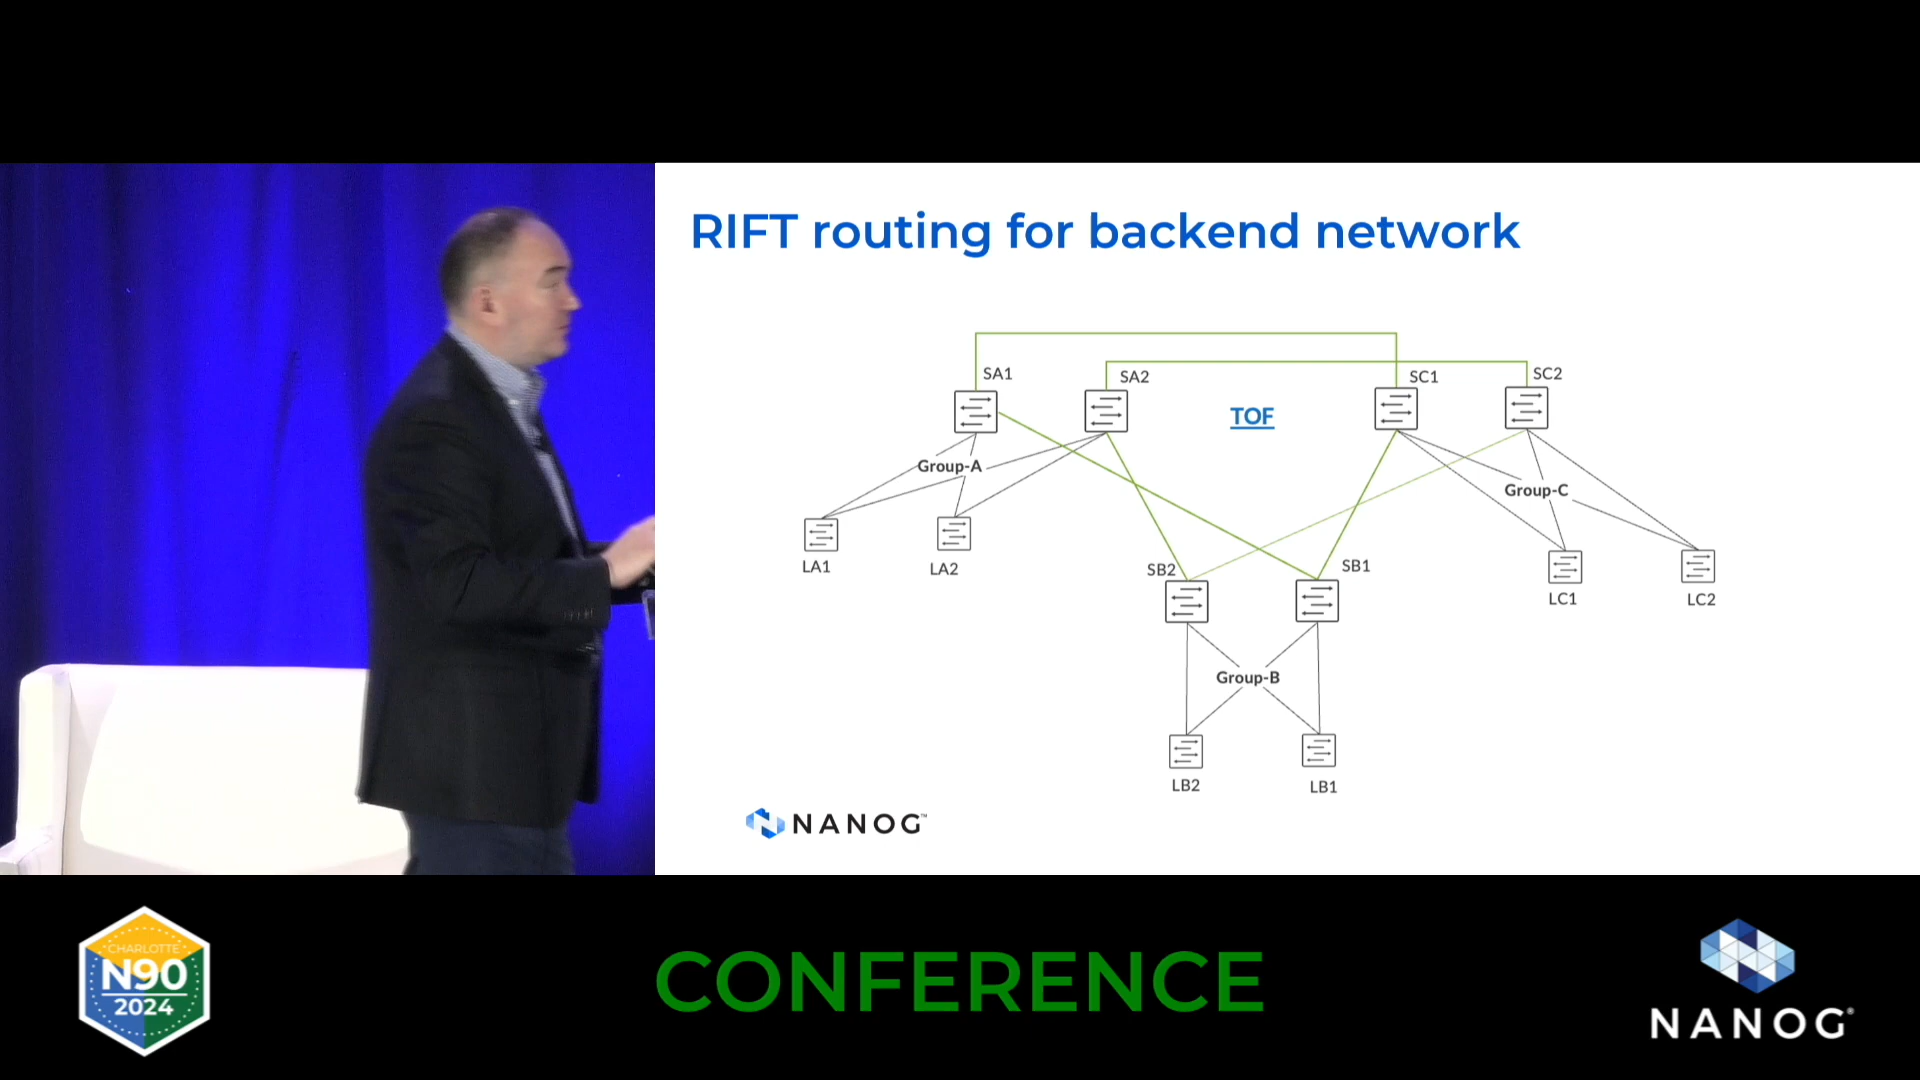 RIFT routing for backend network
SA1
SA2
SC1
SC2
TOF
Group-A
Group-C
LA1
LA2
SB2
SB1
LC1
LC2
Group-B
LB2
LB1
NANOG™
CHARLOTTE
N90
2024
CONFERENCE
NANOG®